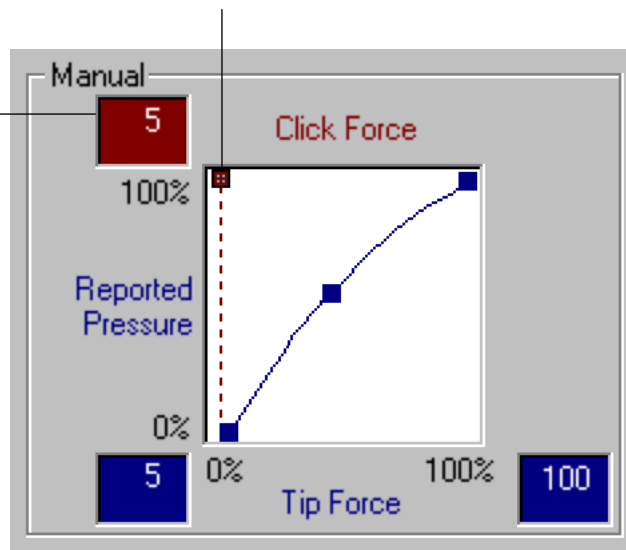 Manual
5
Click Force
100%
Reported
Pressure
0%
5
0%
100%
100
Tip Force